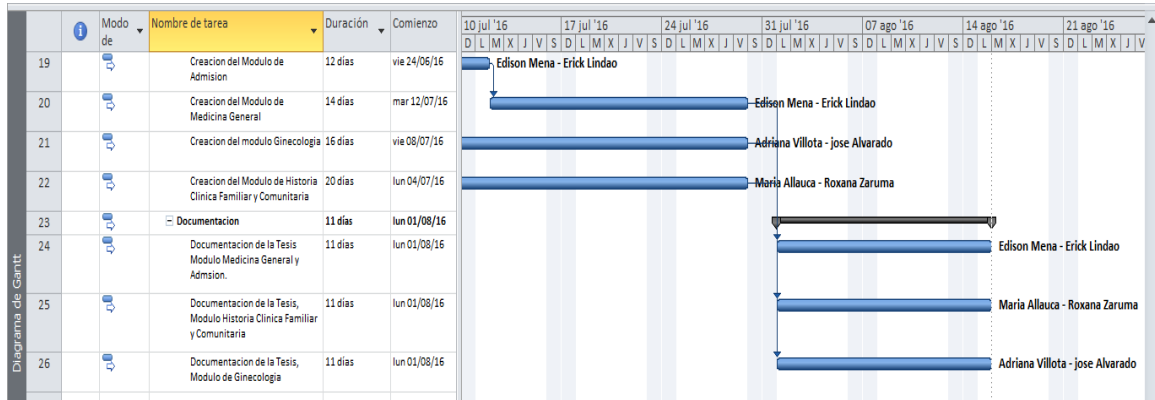 Modo de
Nombre de tarea
Duración
Comienzo
10 jul '16
17 jul '16
24 jul '16
31 jul '16
07 ago '16
14 ago '16
21 ago '16
D L M X J V S D L M X J V S D L M X J V S D L M X J V S D L M X J V S D L M X J V S D L M X J V
19
Creacion del Modulo de
Admision
12 días
vie 24/06/16
Edison Mena - Erick Lindao
20
Creacion del Modulo de
Medicina General
14 días
mar 12/07/16
Edison Mena - Erick Lindao
21
Creacion del modulo Ginecologia
16 días
vie 08/07/16
Adriana Villota - jose Alvarado
22
Creacion del Modulo de Historia
Clinica Familiar y Comunitaria
20 días
lun 04/07/16
Maria Allauca - Roxana Zaruma
23
Documentacion
11 días
lun 01/08/16
24
Documentacion de la Tesis
Modulo Medicina General y
Admsion.
11 días
lun 01/08/16
Edison Mena - Erick Lindao
25
Documentacion de la Tesis,
Modulo Historia Clinica Familiar
y Comunitaria
11 días
lun 01/08/16
Maria Allauca - Roxana Zaruma
26
Documentacion de la Tesis,
Modulo de Ginecologia
11 días
lun 01/08/16
Adriana Villota - jose Alvarado
Diagrama de Gantt